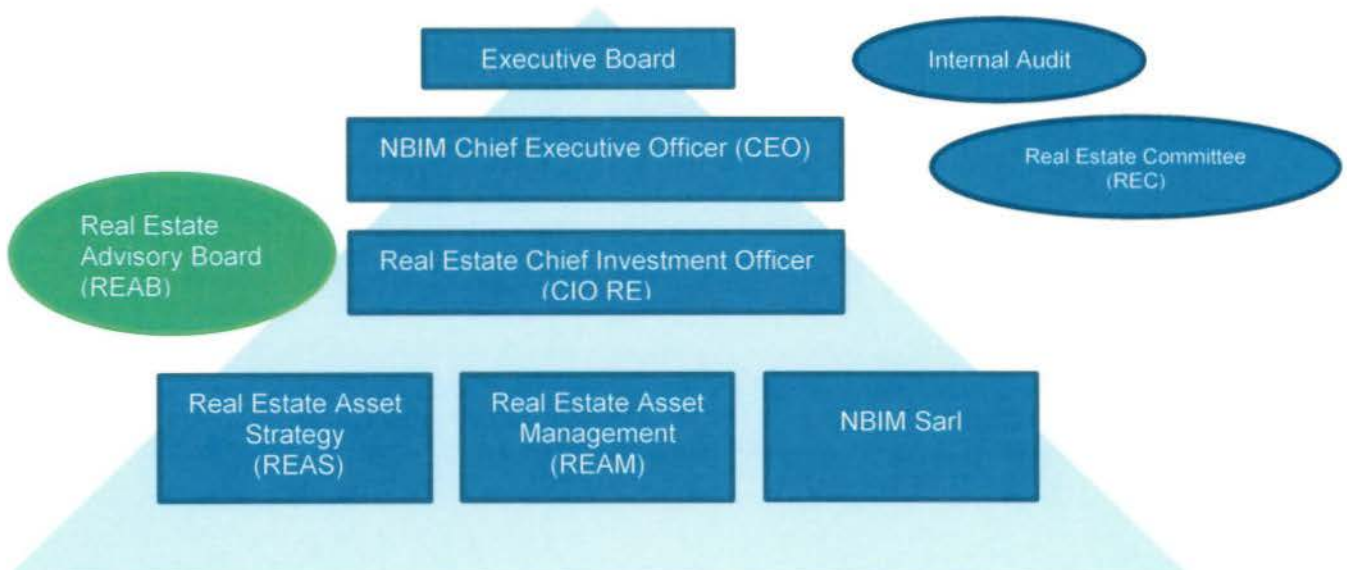 Executive Board
Internal Audit
NBIM Chief Executive Officer (CEO)
Real Estate Committee
(REC)
Real Estate
Advisory Board
(REAB)
Real Estate Chief Investment Officer
(CIO RE)
Real Estate Asset
Strategy
(REAS)
Real Estate Asset
Management
(REAM)
NBIM Sarl